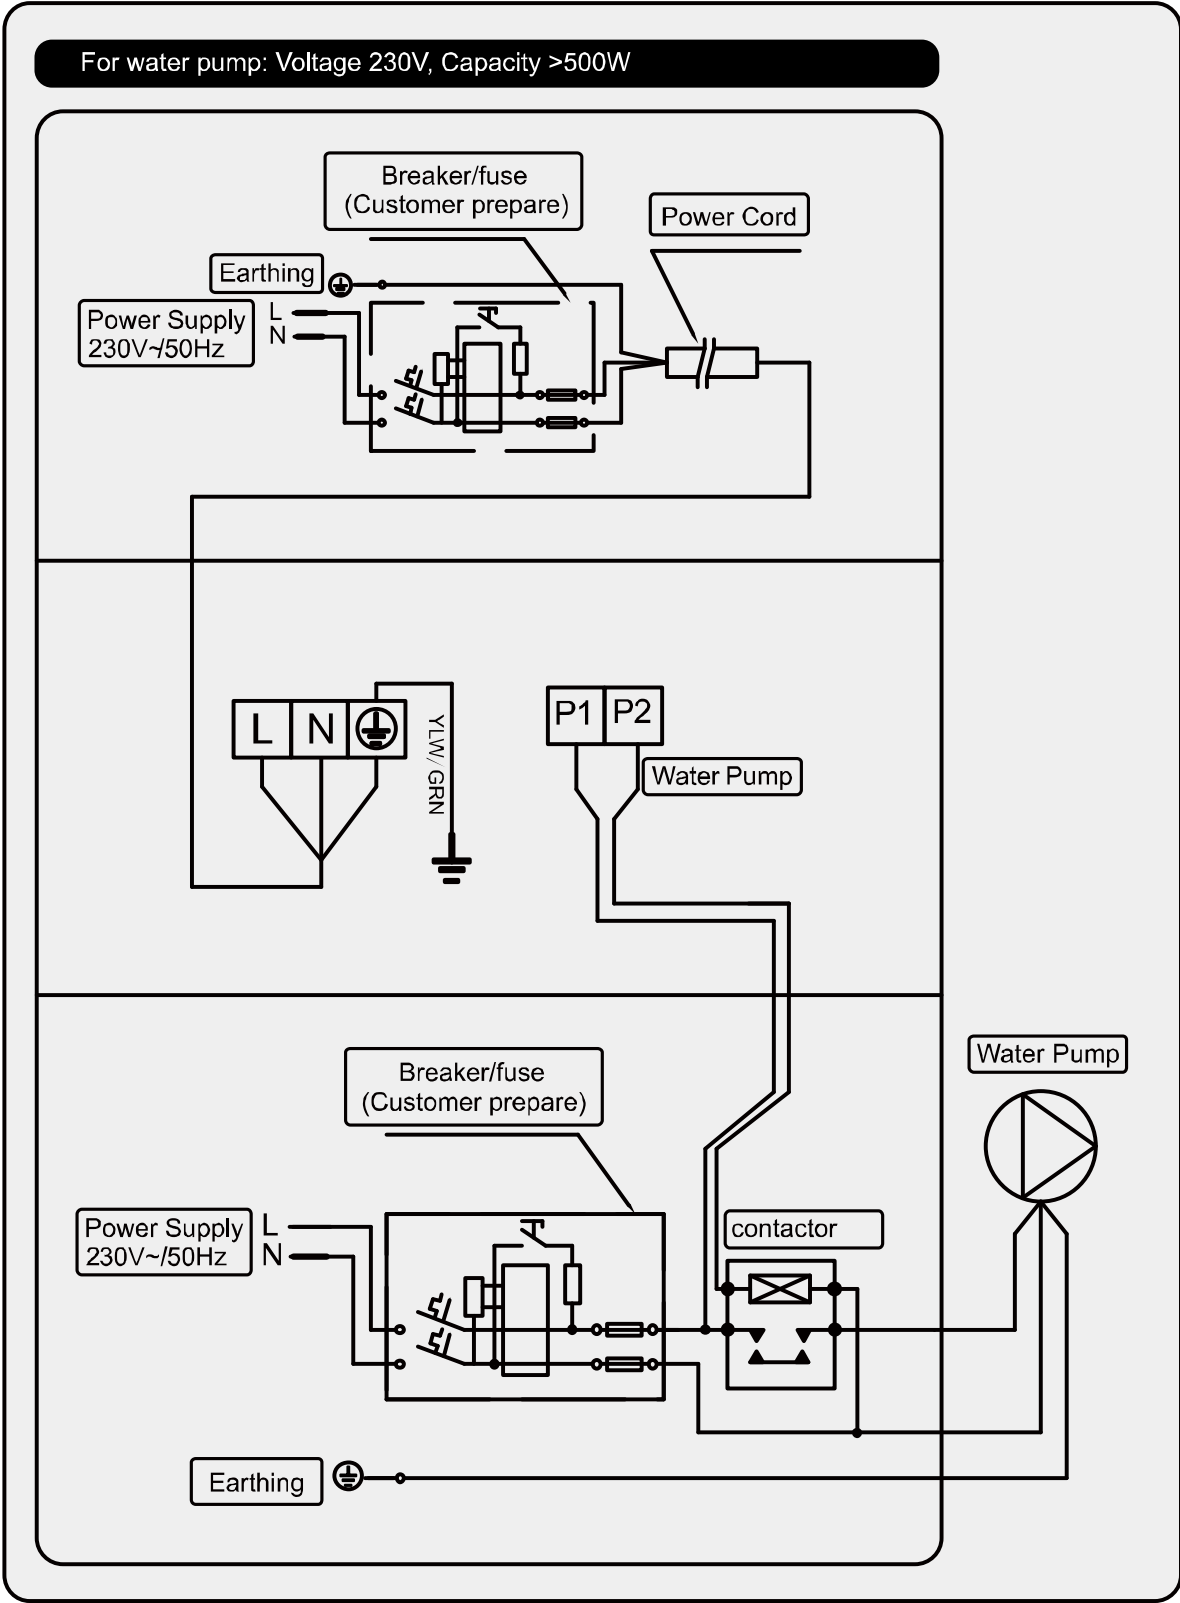 For water pump: Voltage 230V, Capacity >500W
Breaker/fuse
(Customer prepare)
Power Cord
Earthing
Power Supply
230V~/50Hz
L
N
L N
YLW/GRN
P1 P2
Water Pump
Water Pump
Breaker/fuse
(Customer prepare)
Power Supply
230V~/50Hz
L
N
contactor
Earthing